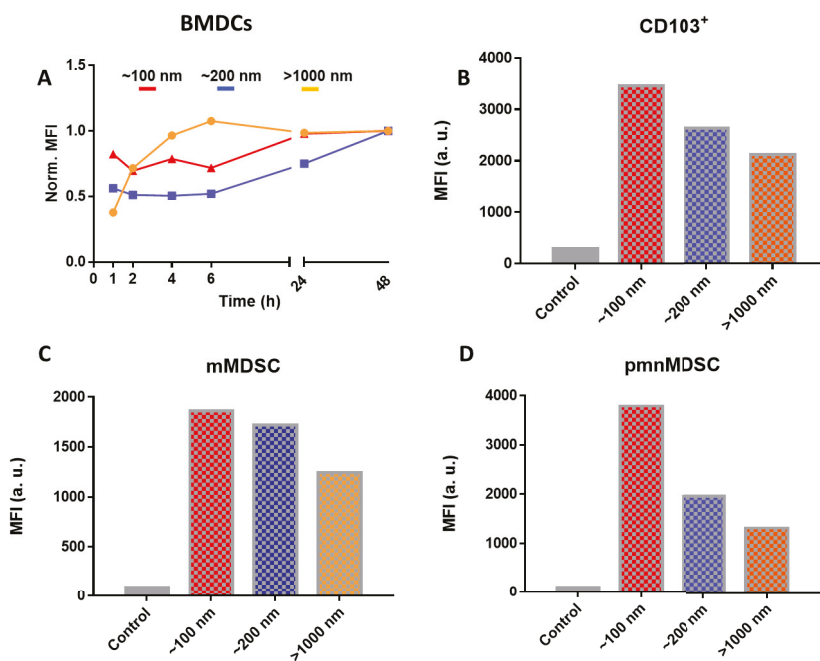 BMDCs
A
~100 nm ~200 nm >1000 nm
Norm. MFI
1.5
1.0
0.5
0.0
0 1 2 4 6 24 48
Time (h)
B
CD103+
MFI (a. u.)
4000
3000
2000
1000
0
Control ~100 nm ~200 nm >1000 nm
C
mMDSC
MFI (a. u.)
2000
1500
1000
500
0
Control ~100 nm ~200 nm >1000 nm
D
pmnMDSC
MFI (a. u.)
4000
3000
2000
1000
0
Control ~100 nm ~200 nm >1000 nm